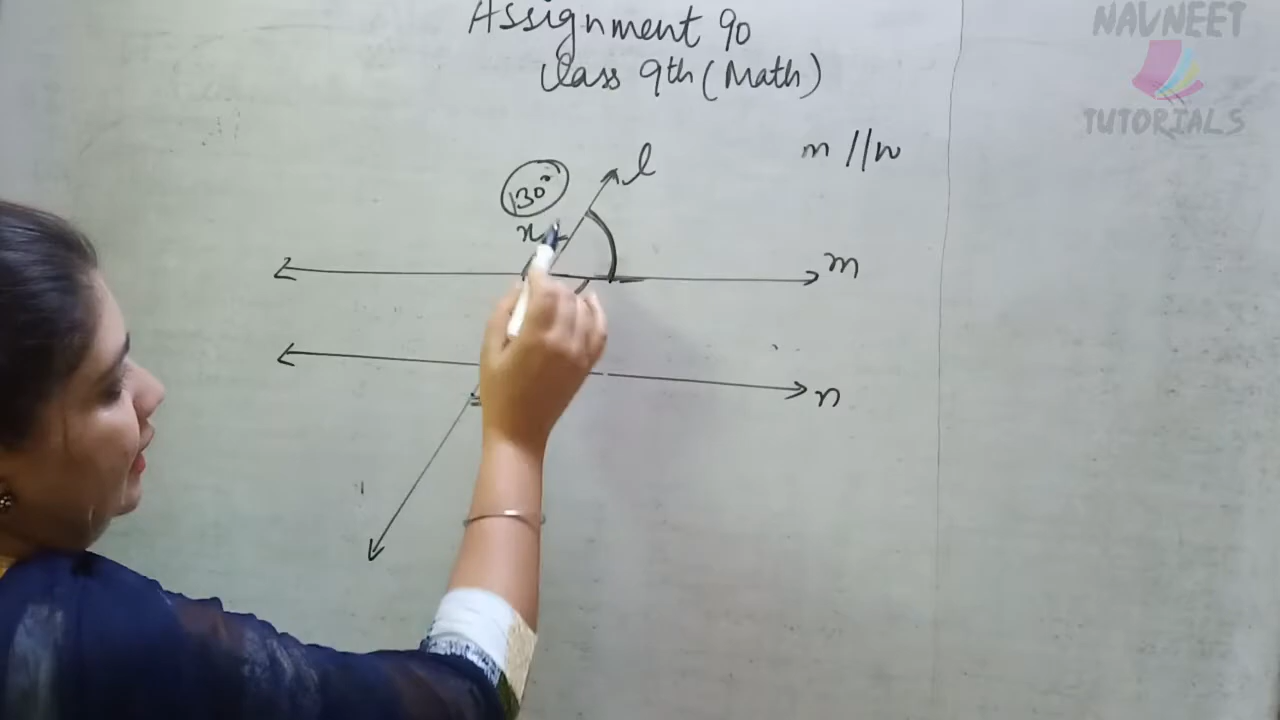 Assignment 90
Class 9th (Math)
NAVNEET
TUTORIALS
m // n
l
130°
x
m
n